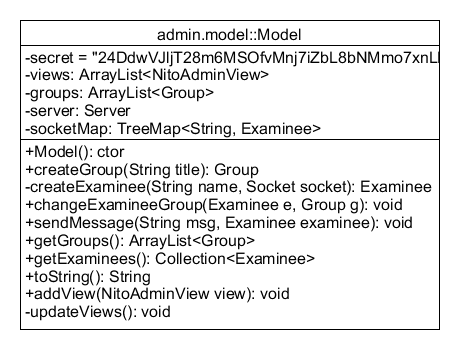 admin.model::Model
-secret = "24DdwVJljT28m6MSOfvMnj7iZbL8bNMmo7xnLl
-views: ArrayList<NitoAdminView>
-groups: ArrayList<Group>
-server: Server
-socketMap: TreeMap<String, Examinee>
+Model(): ctor
+createGroup(String title): Group
-createExaminee(String name, Socket socket): Examinee
+changeExamineeGroup(Examinee e, Group g): void
+sendMessage(String msg, Examinee examinee): void
+getGroups(): ArrayList<Group>
+getExaminees(): Collection<Examinee>
+toString(): String
+addView(NitoAdminView view): void
-updateViews(): void